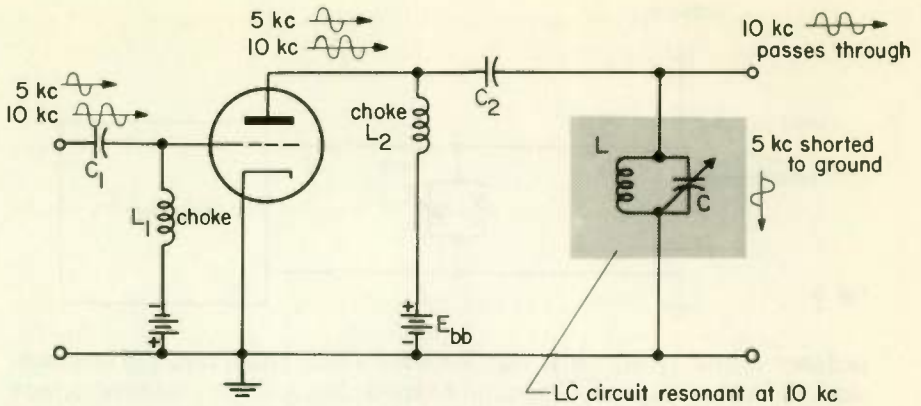 5 kc
10 kc
10 kc
passes through
5 kc
10 kc
C2
choke
L2
L
C
5 kc shorted
to ground
C1
L1 choke
-
+
+
-
Ebb
LC circuit resonant at 10 kc